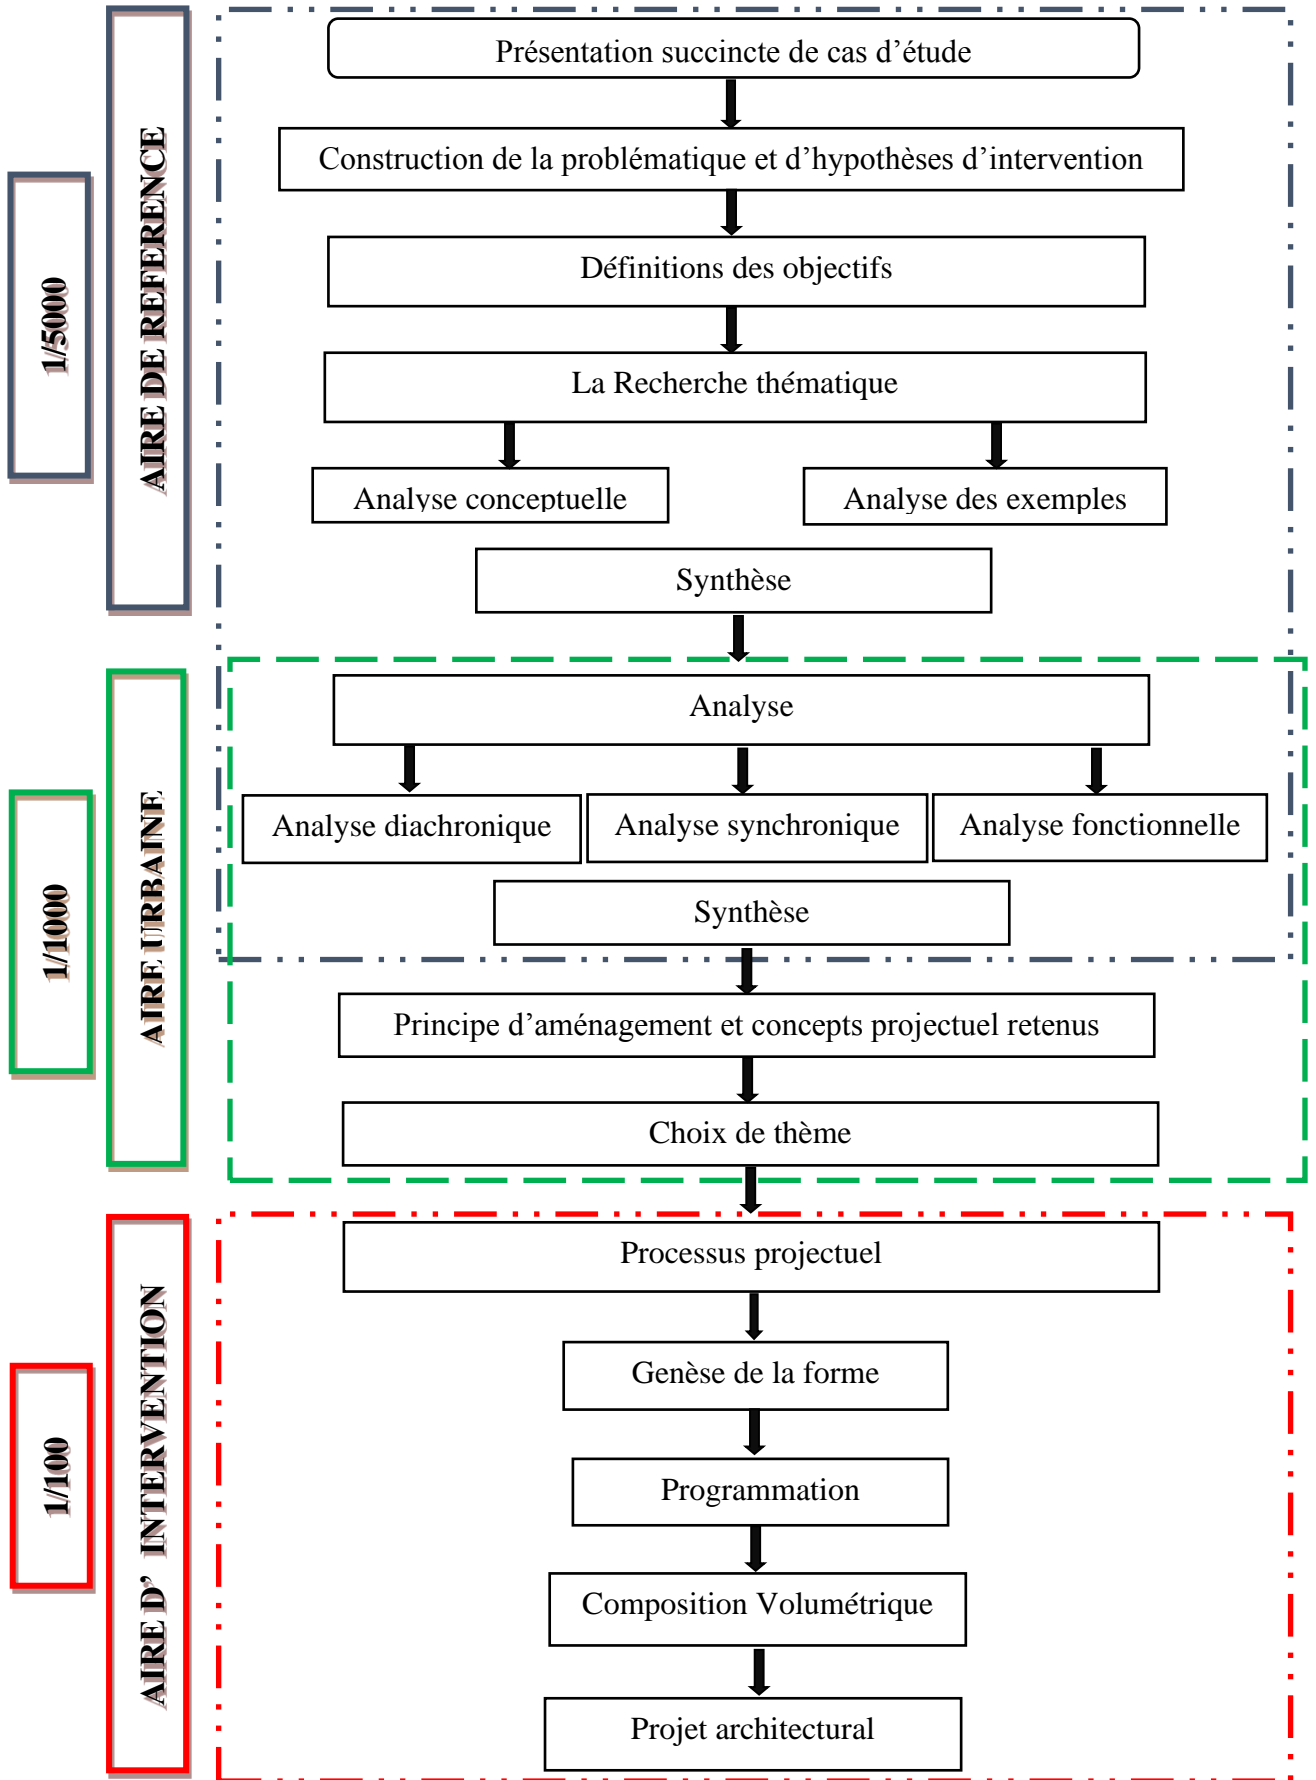 Présentation succincte de cas d’étude
Construction de la problématique et d’hypothèses d’intervention
Définitions des objectifs
La Recherche thématique
Analyse conceptuelle
Analyse des exemples
Synthèse
1/5000
AIRE DE REFERENCE
Analyse
Analyse diachronique
Analyse synchronique
Analyse fonctionnelle
Synthèse
Principe d’aménagement et concepts projectuel retenus
Choix de thème
1/1000
AIRE URBAINE
Processus projectuel
Genèse de la forme
Programmation
Composition Volumétrique
Projet architectural
1/100
AIRE D’ INTERVENTION